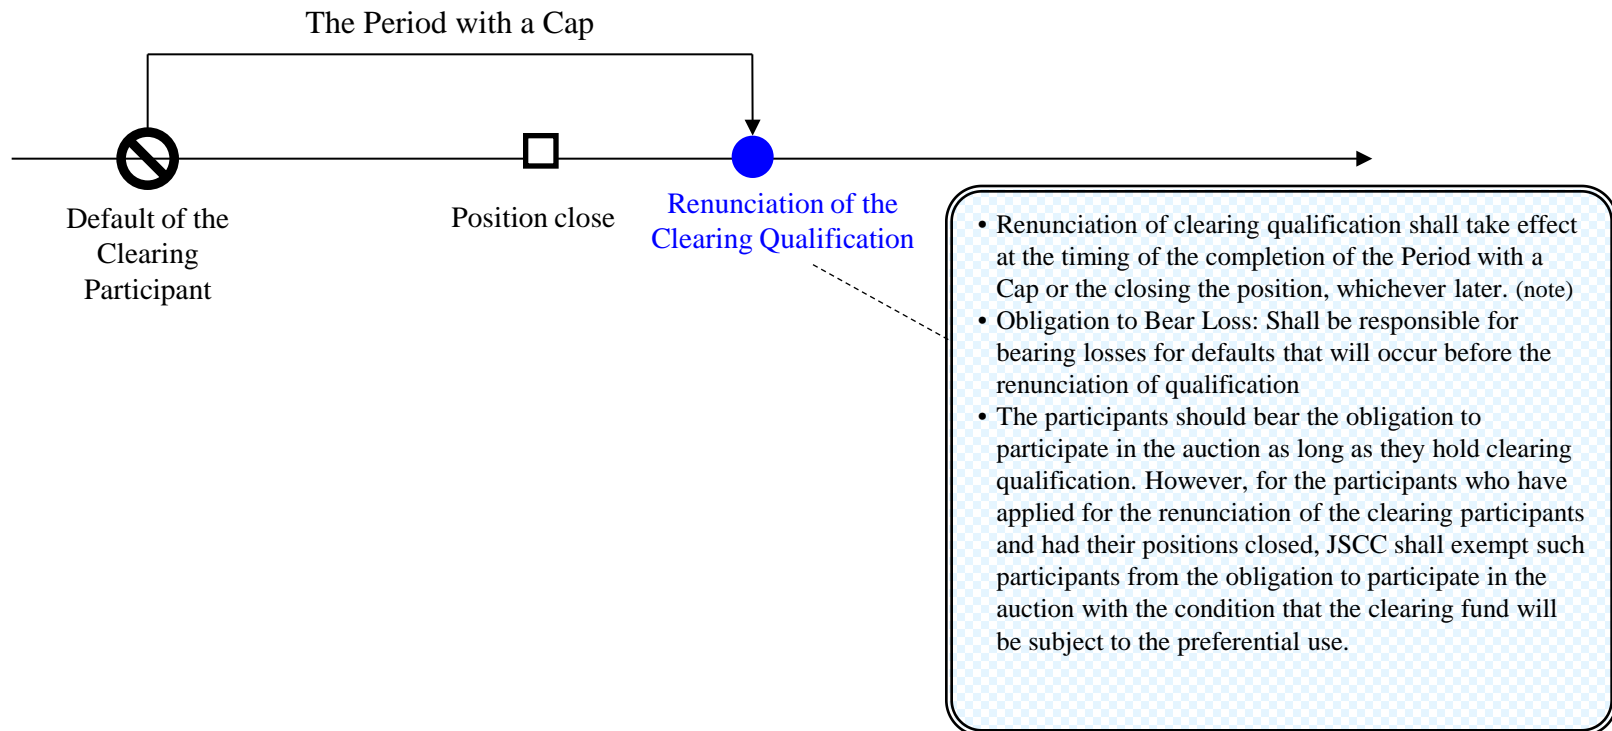 The Period with a Cap
Default of the
Clearing
Participant
Position close
Renunciation of the
Clearing Qualification
• Renunciation of clearing qualification shall take effect
at the timing of the completion of the Period with a
Cap or the closing the position, whichever later. (note)
• Obligation to Bear Loss: Shall be responsible for
bearing losses for defaults that will occur before the
renunciation of qualification
• The participants should bear the obligation to
participate in the auction as long as they hold clearing
qualification. However, for the participants who have
applied for the renunciation of the clearing participants
and had their positions closed, JSCC shall exempt such
participants from the obligation to participate in the
auction with the condition that the clearing fund will
be subject to the preferential use.